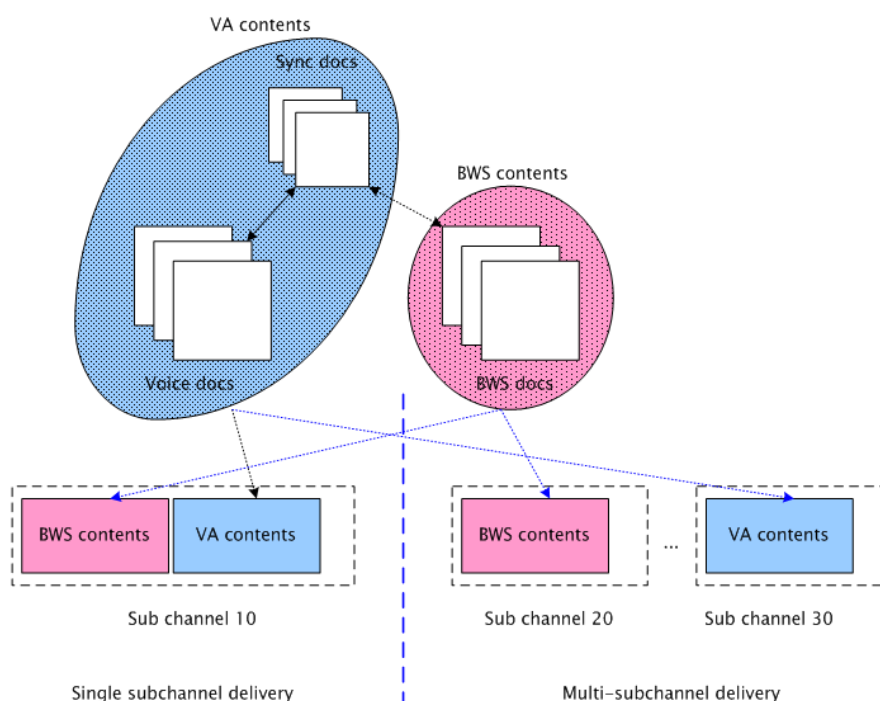 VA contents
Sync docs
BWS contents
Voice docs
BWS docs
BWS contents
VA contents
BWS contents
...
VA contents
Sub channel 10
Sub channel 20
Sub channel 30
Single subchannel delivery
Multi-subchannel delivery